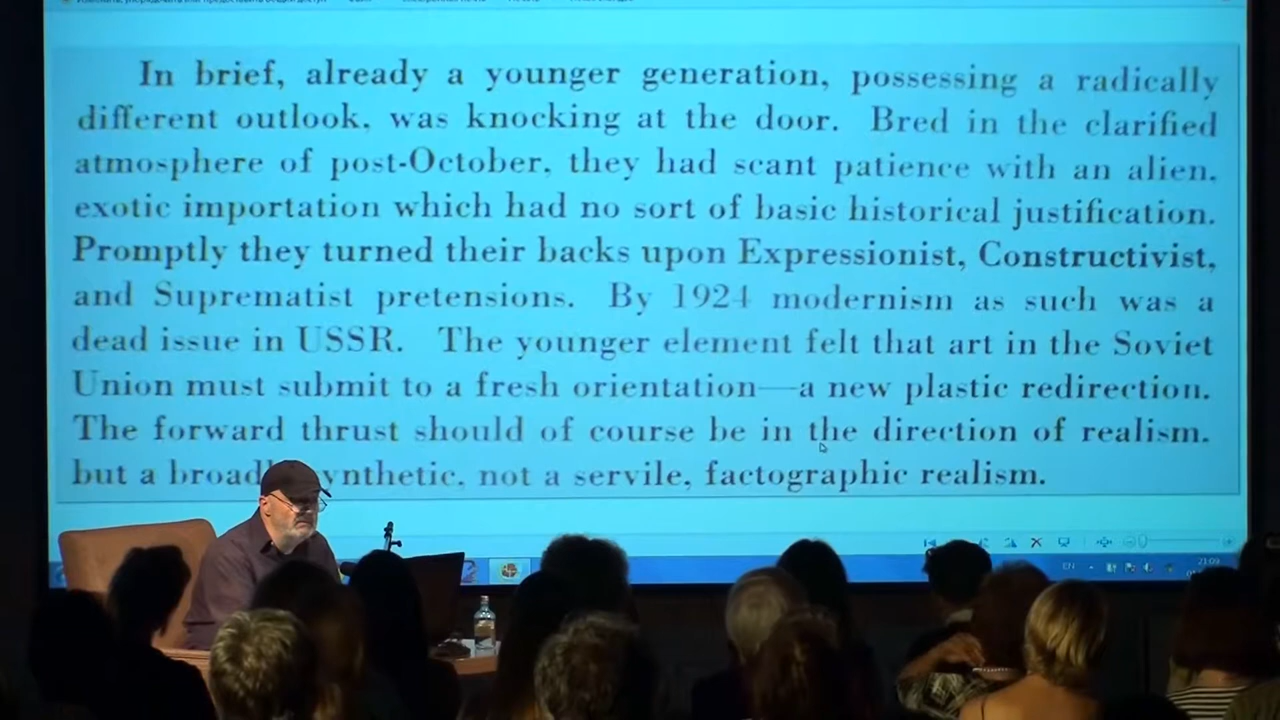 In brief, already a younger generation, possessing a radically
different outlook, was knocking at the door. Bred in the clarified
atmosphere of post-October, they had scant patience with an alien,
exotic importation which had no sort of basic historical justification.
Promptly they turned their backs upon Expressionist, Constructivist,
and Suprematist pretensions. By 1924 modernism as such was a
dead issue in USSR. The younger element felt that art in the Soviet
Union must submit to a fresh orientation—a new plastic redirection.
The forward thrust should of course be in the direction of realism,
but a broad ynthetic, not a servile, factographic realism.
EN 21:09